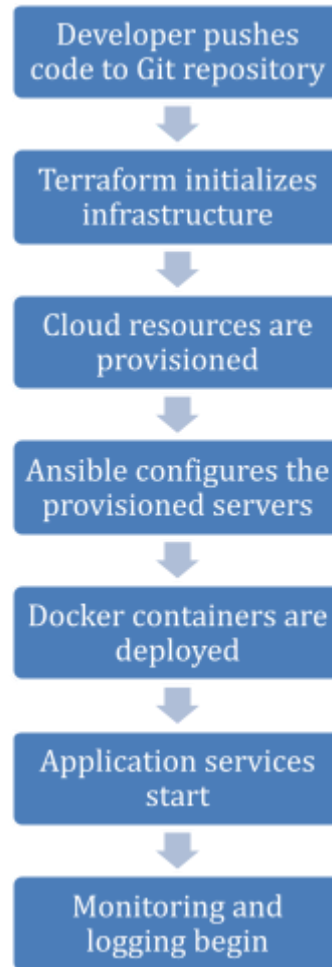 Developer pushes
code to Git repository
Terraform initializes
infrastructure
Cloud resources are
provisioned
Ansible configures the
provisioned servers
Docker containers are
deployed
Application services
start
Monitoring and
logging begin